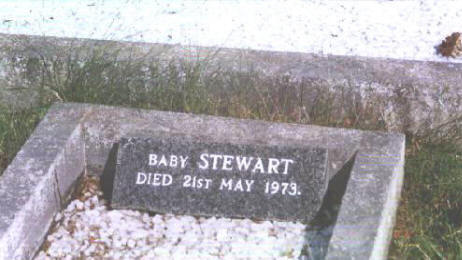 BABY STEWART
DIED 21ST MAY 1973.